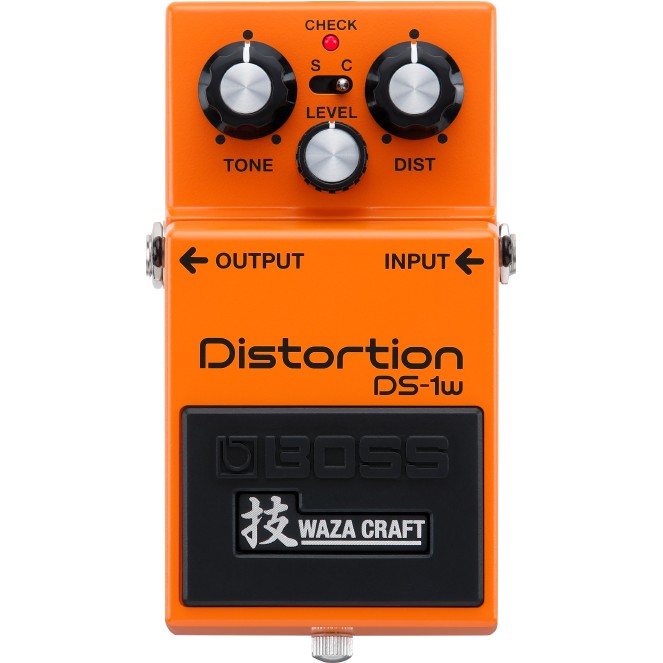 CHECK
S C
LEVEL
TONE
DIST
OUTPUT
INPUT
Distortion
DS-1w
BOSS
技 WAZA CRAFT